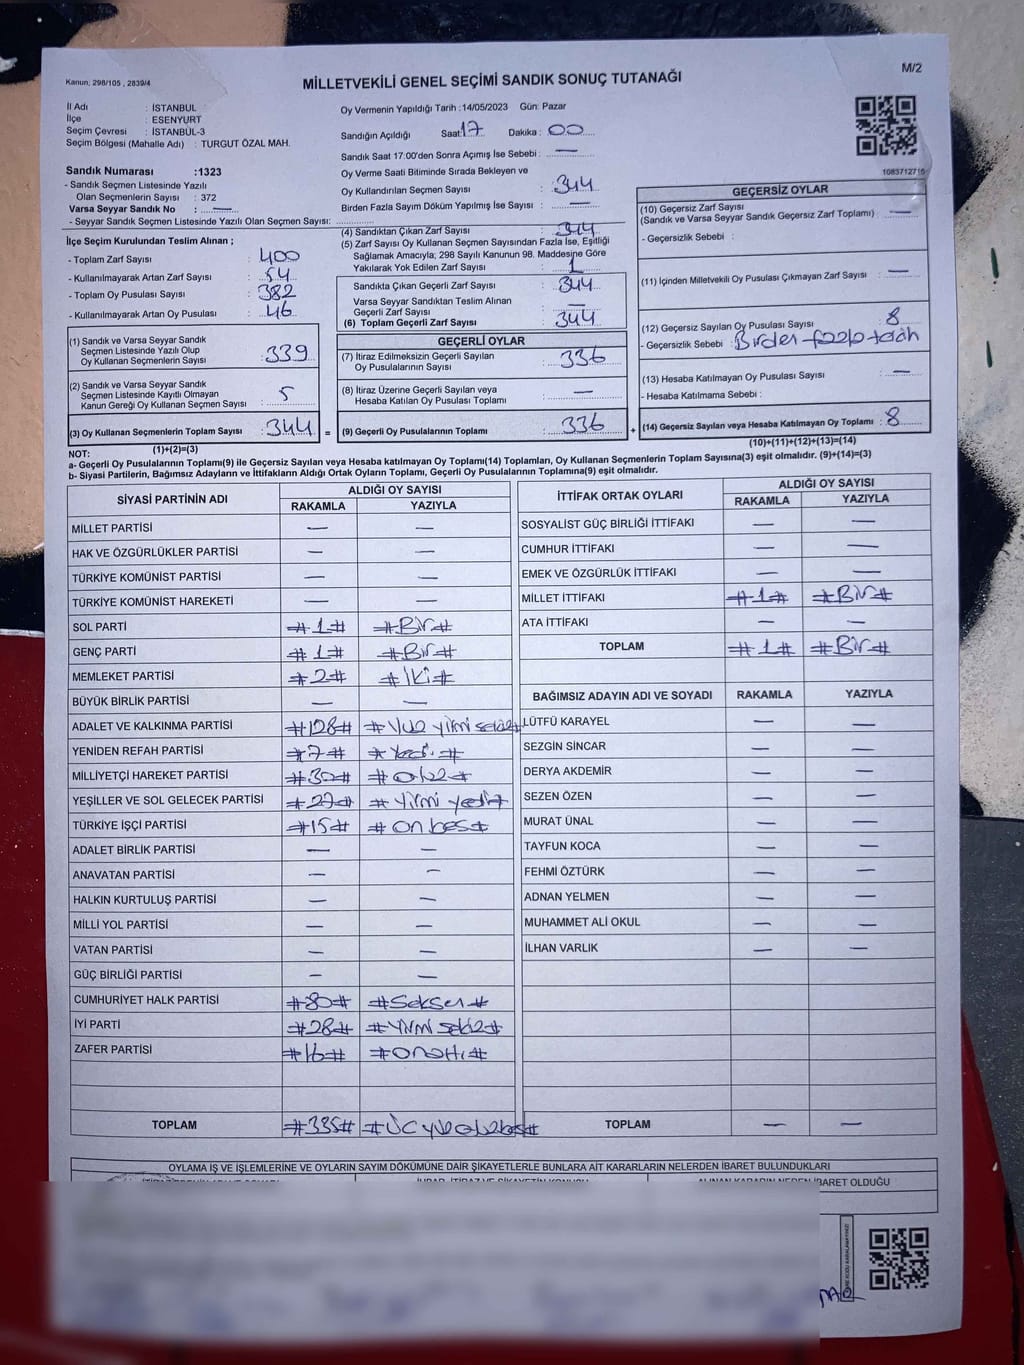 Kanun: 298/105 , 2839/4
MİLLETVEKİLİ GENEL SEÇİMİ SANDIK SONUÇ TUTANAĞI
M/2
İl Adı : İSTANBUL
İlçe : ESENYURT
Seçim Çevresi : İSTANBUL-3
Seçim Bölgesi (Mahalle Adı) : TURGUT ÖZAL MAH.
Oy Vermenin Yapıldığı Tarih :14/05/2023 Gün: Pazar
Sandığın Açıldığı Saat: 17 Dakika : 00
Sandık Saat 17:00'den Sonra Açımış İse Sebebi : —
Oy Verme Saati Bitiminde Sırada Bekleyen ve
Oy Kullandırılan Seçmen Sayısı : 344
Birden Fazla Sayım Döküm Yapılmış İse Sayısı : —
Sandık Numarası :1323
- Sandık Seçmen Listesinde Yazılı
Olan Seçmenlerin Sayısı : 372
Varsa Seyyar Sandık No : —
- Seyyar Sandık Seçmen Listesinde Yazılı Olan Seçmen Sayısı:
1083712716
İlçe Seçim Kurulundan Teslim Alınan ;
- Toplam Zarf Sayısı : 400
- Kullanılmayarak Artan Zarf Sayısı : 54
- Toplam Oy Pusulası Sayısı : 382
- Kullanılmayarak Artan Oy Pusulası : 46
(1) Sandık ve Varsa Seyyar Sandık
Seçmen Listesinde Yazılı Olup
Oy Kullanan Seçmenlerin Sayısı : 339
(2) Sandık ve Varsa Seyyar Sandık
Seçmen Listesinde Kayıtlı Olmayan
Kanun Gereği Oy Kullanan Seçmen Sayısı : 5
(3) Oy Kullanan Seçmenlerin Toplam Sayısı : 344 =
(1)+(2)=(3)
(4) Sandıktan Çıkan Zarf Sayısı : 344
(5) Zarf Sayısı Oy Kullanan Seçmen Sayısından Fazla İse, Eşitliği
Sağlamak Amacıyla; 298 Sayılı Kanunun 98. Maddesine Göre
Yakılarak Yok Edilen Zarf Sayısı : 1
Sandıkta Çıkan Geçerli Zarf Sayısı : 344
Varsa Seyyar Sandıktan Teslim Alınan
Geçerli Zarf Sayısı : —
(6) Toplam Geçerli Zarf Sayısı : 344
GEÇERLİ OYLAR
(7) İtiraz Edilmeksizin Geçerli Sayılan
Oy Pusulalarının Sayısı : 336
(8) İtiraz Üzerine Geçerli Sayılan veya
Hesaba Katılan Oy Pusulası Toplamı : —
(9) Geçerli Oy Pusulalarının Toplamı : 336 +
GEÇERSİZ OYLAR
(10) Geçersiz Zarf Sayısı
(Sandık ve Varsa Seyyar Sandık Geçersiz Zarf Toplamı) : —
- Geçersizlik Sebebi :
(11) İçinden Milletvekili Oy Pusulası Çıkmayan Zarf Sayısı : —
(12) Geçersiz Sayılan Oy Pusulası Sayısı : 8
- Geçersizlik Sebebi : Birden fazla
(13) Hesaba Katılmayan Oy Pusulası Sayısı : —
- Hesaba Katılmama Sebebi :
(14) Geçersiz Sayılan veya Hesaba Katılmayan Oy Toplamı : 8
(10)+(11)+(12)+(13)=(14)
NOT:
a- Geçerli Oy Pusulalarının Toplamı(9) ile Geçersiz Sayılan veya Hesaba katılmayan Oy Toplamı(14) Toplamları, Oy Kullanan Seçmenlerin Toplam Sayısına(3) eşit olmalıdır. (9)+(14)=(3)
b- Siyasi Partilerin, Bağımsız Adayların ve İttifakların Aldığı Ortak Oyların Toplamı, Geçerli Oy Pusulalarının Toplamına(9) eşit olmalıdır.
SİYASİ PARTİNİN ADI ALDIĞI OY SAYISI
RAKAMLA YAZIYLA
MİLLET PARTİSİ — —
HAK VE ÖZGÜRLÜKLER PARTİSİ — —
TÜRKİYE KOMÜNİST PARTİSİ — —
TÜRKİYE KOMÜNİST HAREKETİ — —
SOL PARTİ #1# #Bir#
GENÇ PARTİ #1# #Bir#
MEMLEKET PARTİSİ #2# #İki#
BÜYÜK BİRLİK PARTİSİ — —
ADALET VE KALKINMA PARTİSİ #128# #Yüz yirmi sekiz#
YENİDEN REFAH PARTİSİ #7# #Yedi#
MİLLİYETÇİ HAREKET PARTİSİ #30# #otuz#
YEŞİLLER VE SOL GELECEK PARTİSİ #27# #Yirmi yedi#
TÜRKİYE İŞÇİ PARTİSİ #15# #on beş#
ADALET BİRLİK PARTİSİ — —
ANAVATAN PARTİSİ — —
HALKIN KURTULUŞ PARTİSİ — —
MİLLİ YOL PARTİSİ — —
VATAN PARTİSİ — —
GÜÇ BİRLİĞİ PARTİSİ — —
CUMHURİYET HALK PARTİSİ #80# #Seksen#
İYİ PARTİ #28# #Yirmi sekiz#
ZAFER PARTİSİ #16# #onaltı#
TOPLAM #335# #Üçyüzotuzbeş#
İTTİFAK ORTAK OYLARI ALDIĞI OY SAYISI
RAKAMLA YAZIYLA
SOSYALİST GÜÇ BİRLİĞİ İTTİFAKI — —
CUMHUR İTTİFAKI — —
EMEK VE ÖZGÜRLÜK İTTİFAKI — —
MİLLET İTTİFAKI #1# #Bir#
ATA İTTİFAKI — —
TOPLAM #1# #Bir#
BAĞIMSIZ ADAYIN ADI VE SOYADI RAKAMLA YAZIYLA
LÜTFÜ KARAYEL — —
SEZGİN SİNCAR — —
DERYA AKDEMİR — —
SEZEN ÖZEN — —
MURAT ÜNAL — —
TAYFUN KOCA — —
FEHMİ ÖZTÜRK — —
ADNAN YELMEN — —
MUHAMMET ALİ OKUL — —
İLHAN VARLIK — —
TOPLAM — —
OYLAMA İŞ VE İŞLEMLERİNE VE OYLARIN SAYIM DÖKÜMÜNE DAİR ŞİKAYETLERLE BUNLARA AİT KARARLARIN NELERDEN İBARET BULUNDUKLARI
ALINAN KARARIN NEDEN İBARET OLDUĞU